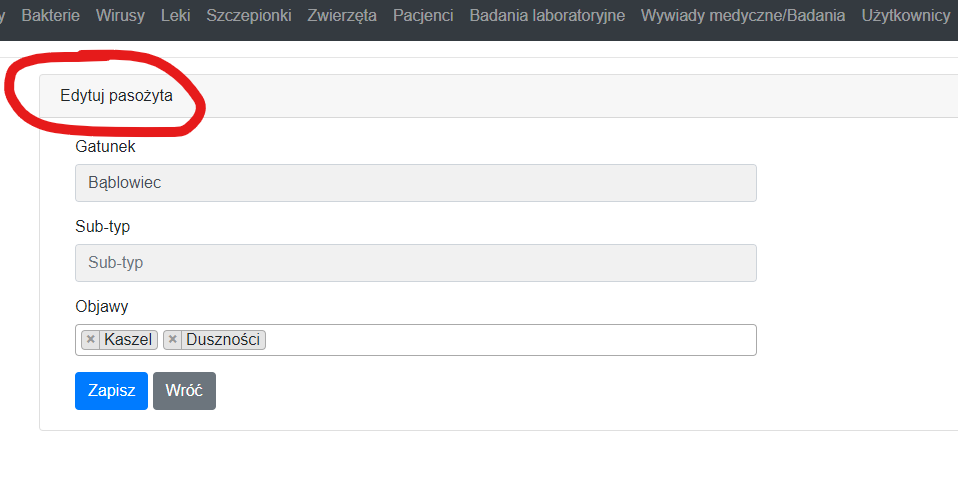 Bakterie Wirusy Leki Szczepionki Zwierzęta Pacjenci Badania laboratoryjne Wywiady medyczne/Badania Użytkownicy
Edytuj pasożyta
Gatunek
Bąblowiec
Sub-typ
Sub-typ
Objawy
× Kaszel × Duszności
Zapisz Wróć